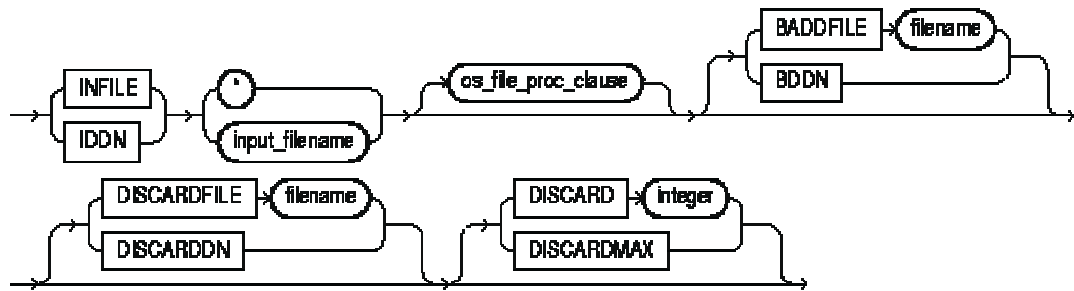 BADDFILE filename
INFILE * os_file_proc_clause BDDN
IDDN input_filename
DISCARDFILE filename DISCARD integer
DISCARDDN DISCARDMAX